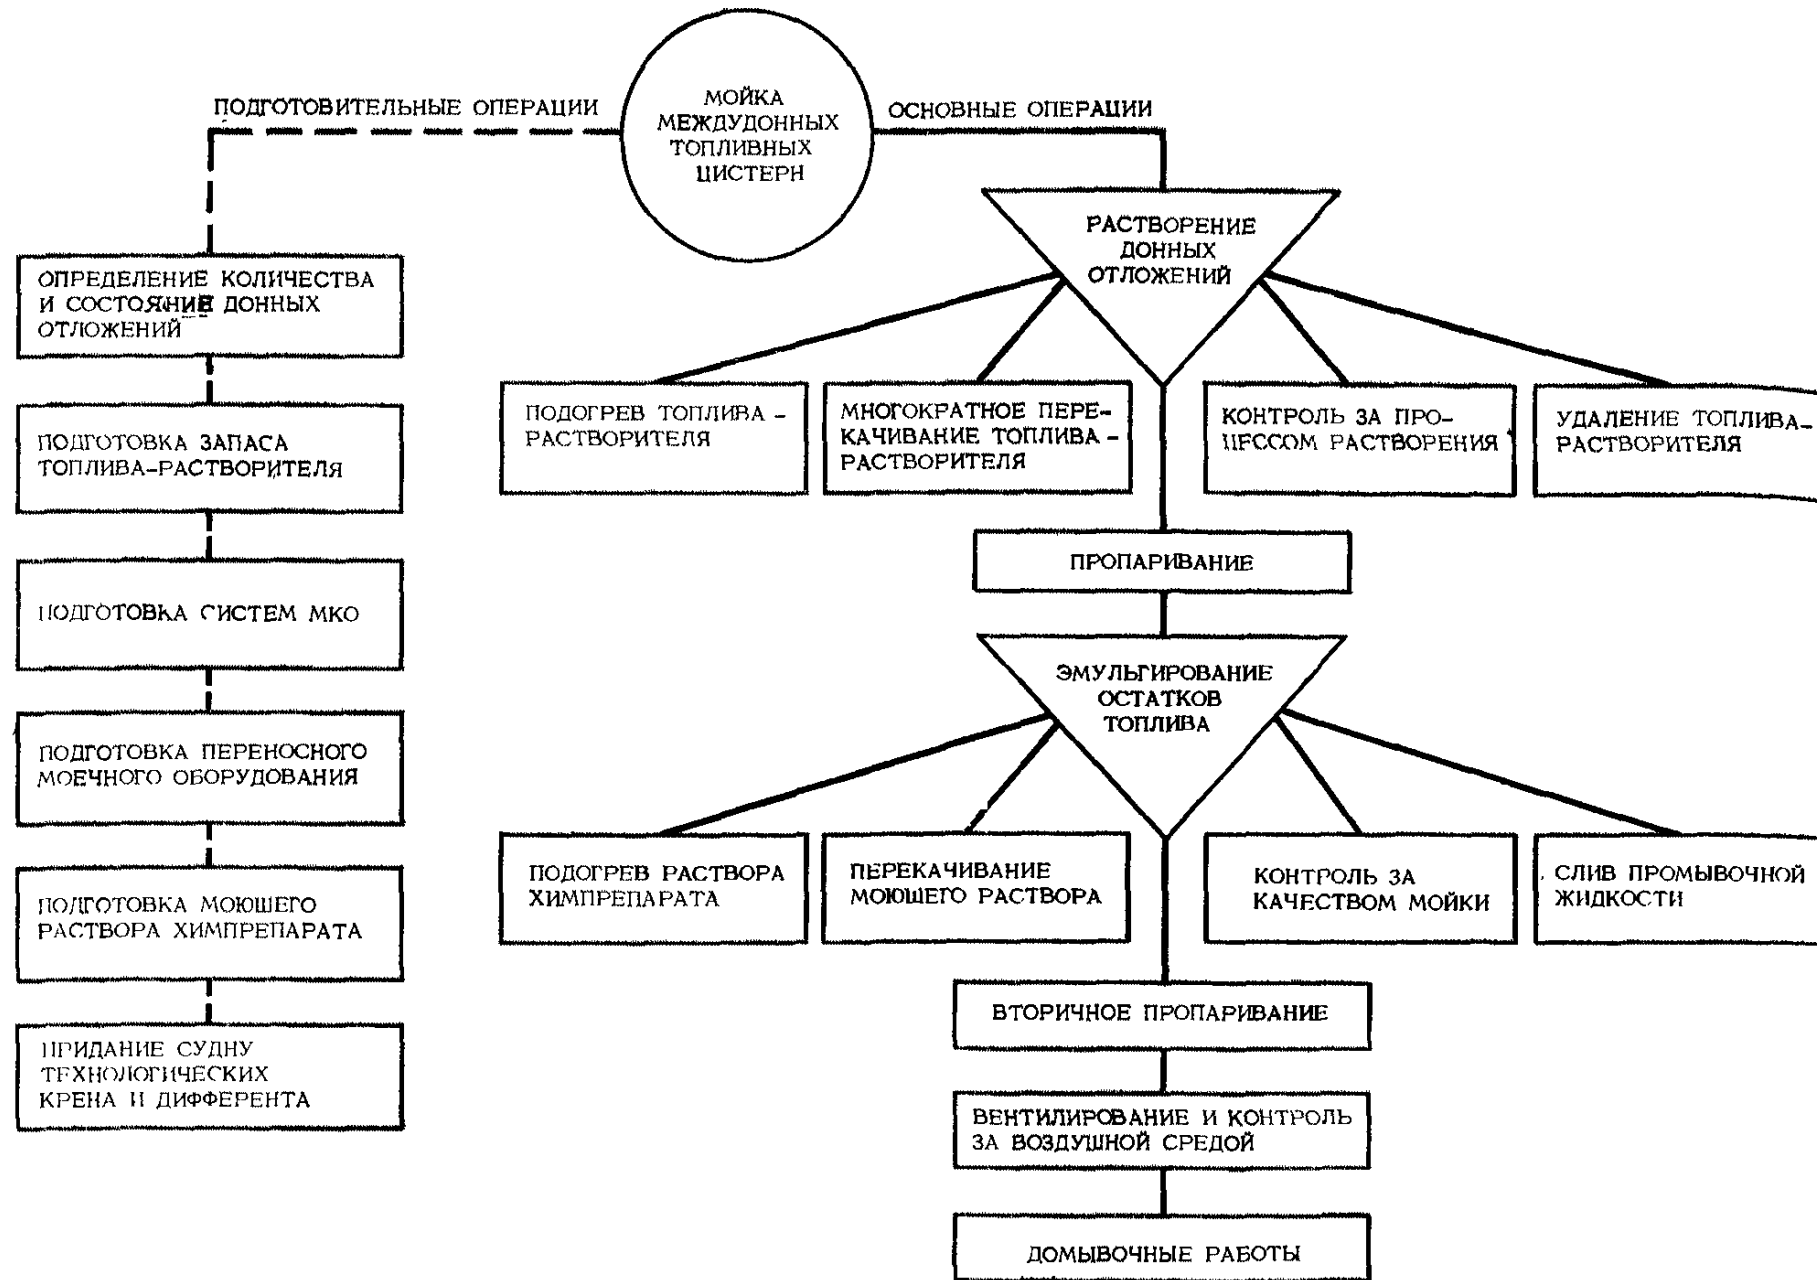 ПОДГОТОВИТЕЛЬНЫЕ ОПЕРАЦИИ
МОЙКА
МЕЖДУДОННЫХ
ТОПЛИВНЫХ
ЦИСТЕРН
ОСНОВНЫЕ ОПЕРАЦИИ
ОПРЕДЕЛЕНИЕ КОЛИЧЕСТВА
И СОСТОЯНИЕ ДОННЫХ
ОТЛОЖЕНИЙ
ПОДГОТОВКА ЗАПАСА
ТОПЛИВА-РАСТВОРИТЕЛЯ
ПОДГОТОВКА СИСТЕМ МКО
ПОДГОТОВКА ПЕРЕНОСНОГО
МОЕЧНОГО ОБОРУДОВАНИЯ
ПОДГОТОВКА МОЮШЕГО
РАСТВОРА ХИМПРЕПАРАТА
ПРИДАНИЕ СУДНУ
ТЕХНОЛОГИЧЕСКИХ
КРЕНА И ДИФФЕРЕНТА
РАСТВОРЕНИЕ
ДОННЫХ
ОТЛОЖЕНИЙ
ПОДОГРЕВ ТОПЛИВА -
РАСТВОРИТЕЛЯ
МНОГОКРАТНОЕ ПЕРЕ-
КАЧИВАНИЕ ТОПЛИВА -
РАСТВОРИТЕЛЯ
КОНТРОЛЬ ЗА ПРО-
ЦЕССОМ РАСТВОРЕНИЯ
УДАЛЕНИЕ ТОПЛИВА-
РАСТВОРИТЕЛЯ
ПРОПАРИВАНИЕ
ЭМУЛЬГИРОВАНИЕ
ОСТАТКОВ
ТОПЛИВА
ПОДОГРЕВ РАСТВОРА
ХИМПРЕПАРАТА
ПЕРЕКАЧИВАНИЕ
МОЮШЕГО РАСТВОРА
КОНТРОЛЬ ЗА
КАЧЕСТВОМ МОЙКИ
СЛИВ ПРОМЫВОЧНОЙ
ЖИДКОСТИ
ВТОРИЧНОЕ ПРОПАРИВАНИЕ
ВЕНТИЛИРОВАНИЕ И КОНТРОЛЬ
ЗА ВОЗДУШНОЙ СРЕДОЙ
ДОМЫВОЧНЫЕ РАБОТЫ